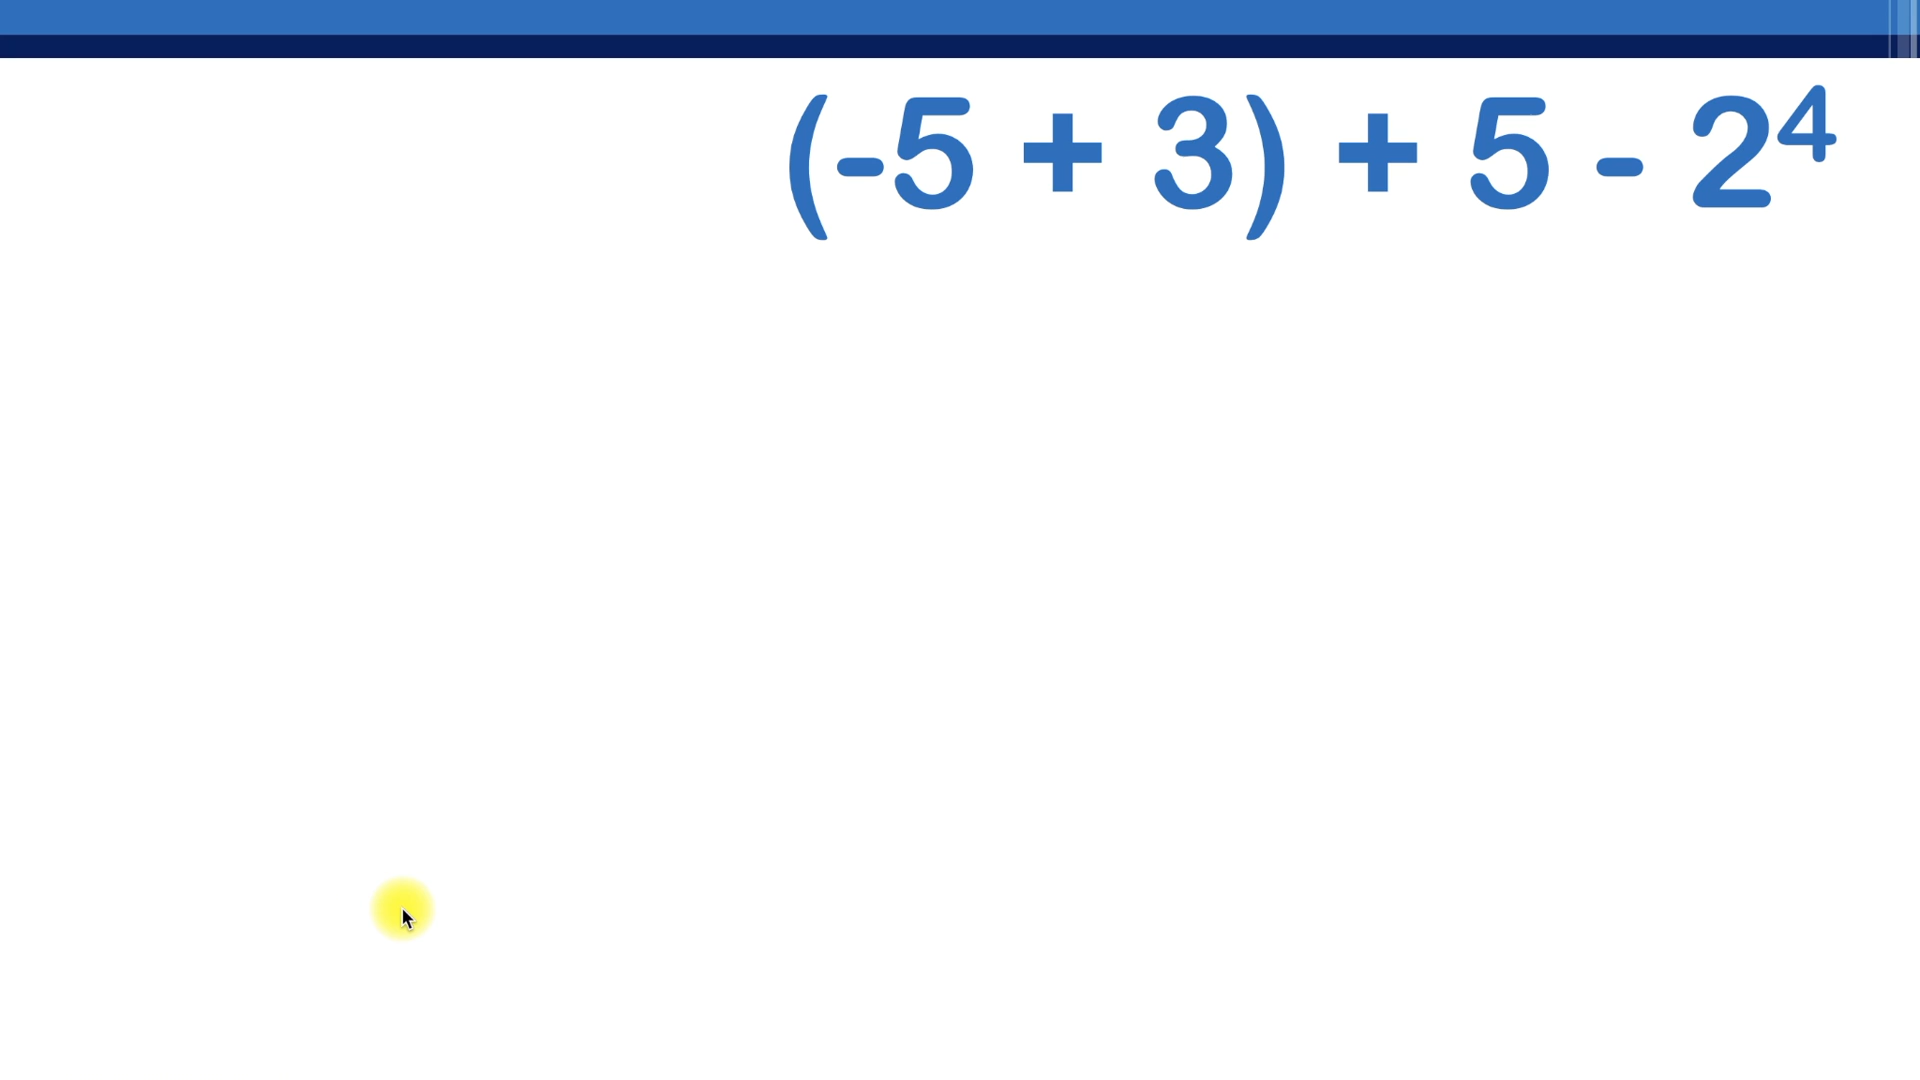 (-5 + 3) + 5 - 2⁴